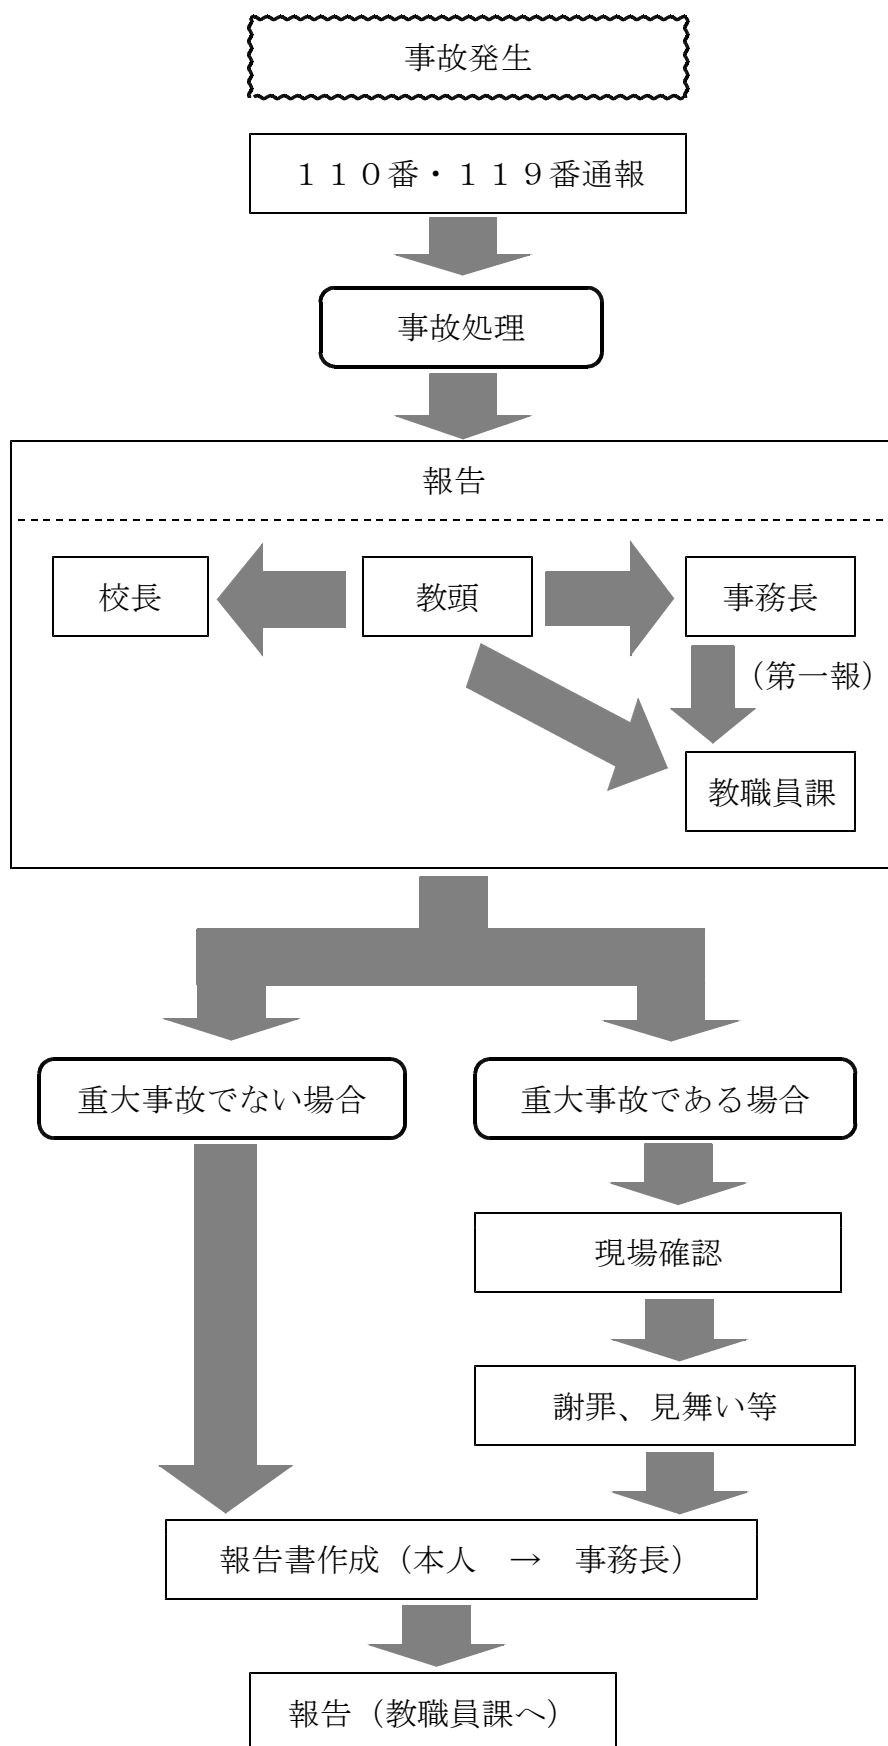 事故発生
１１０番・１１９番通報
事故処理
報告
校長
教頭
事務長
（第一報）
教職員課
重大事故でない場合
重大事故である場合
現場確認
謝罪、見舞い等
報告書作成（本人　→　事務長）
報告（教職員課へ）